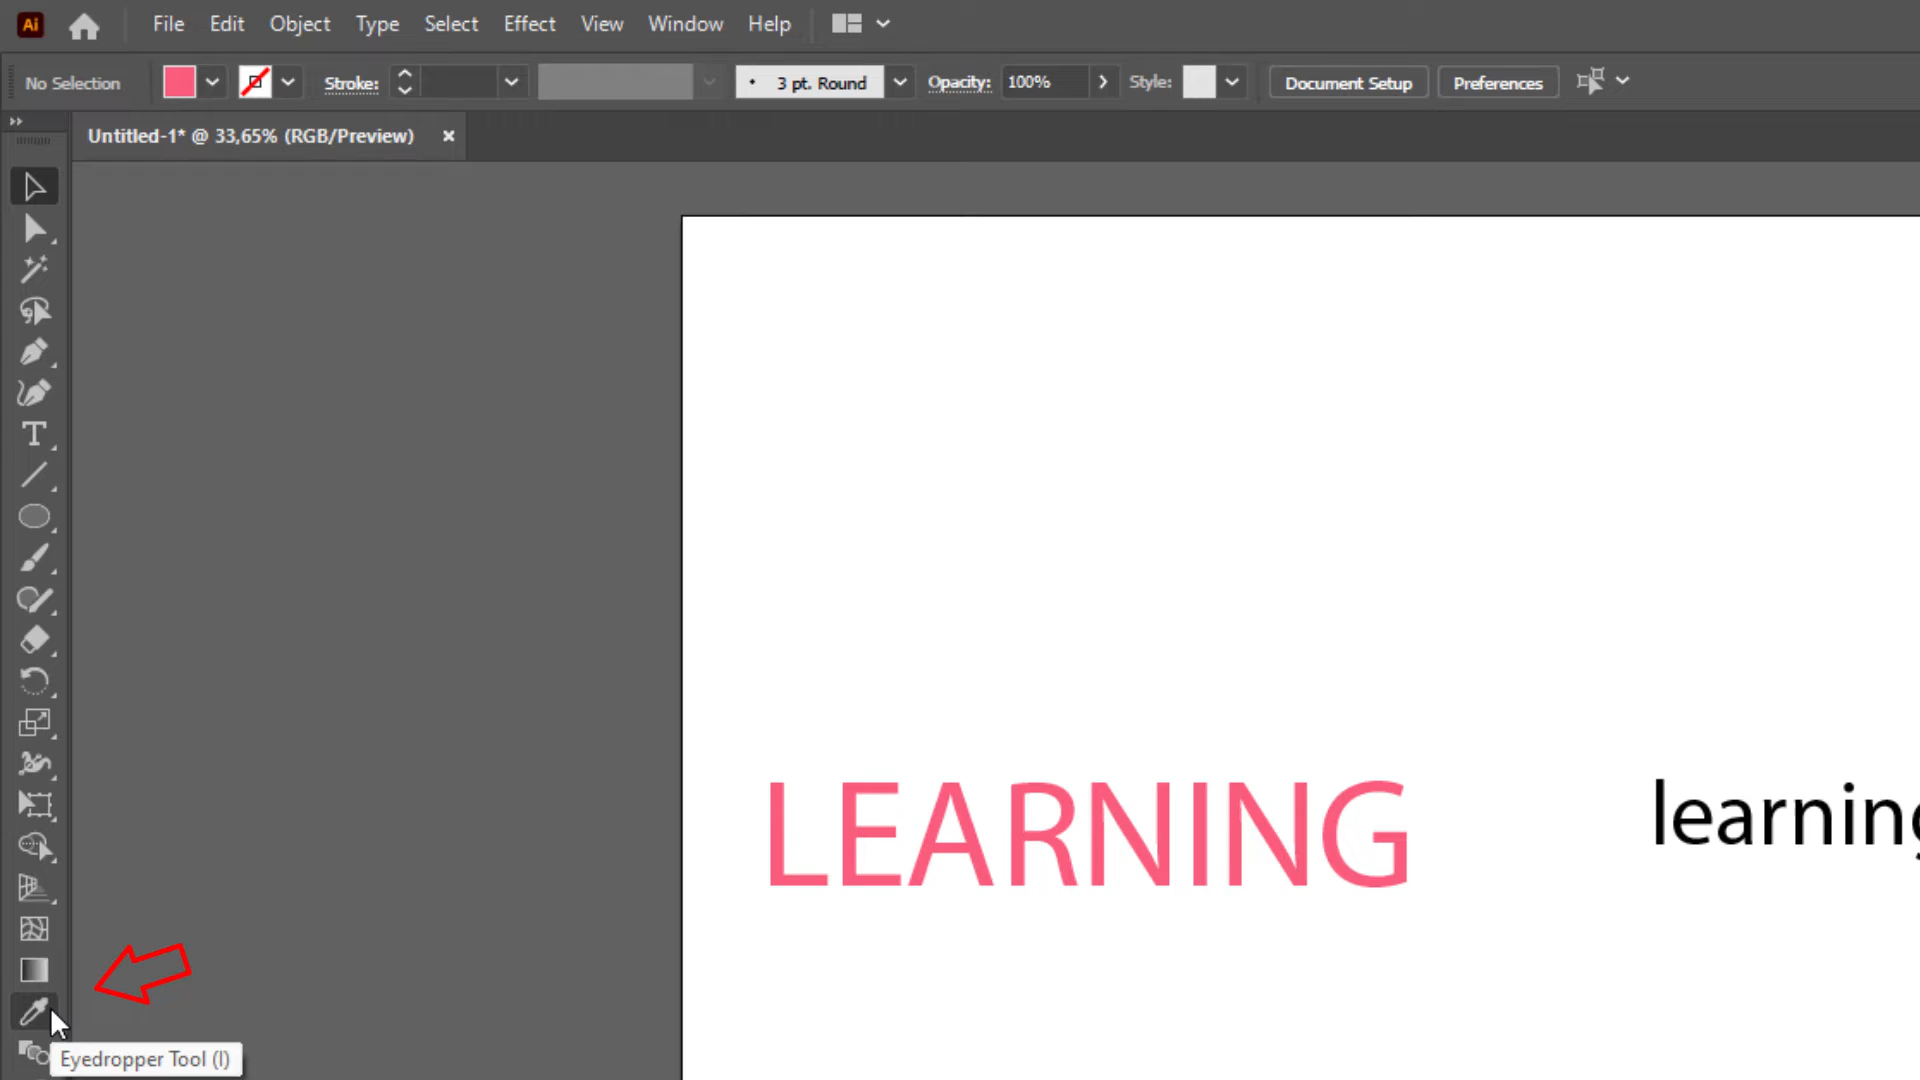 Ai File Edit Object Type Select Effect View Window Help
No Selection Stroke: 3 pt. Round Opacity: 100% Style: Document Setup Preferences
Untitled-1* @ 33,65% (RGB/Preview) ×
LEARNING learning
Eyedropper Tool (I)